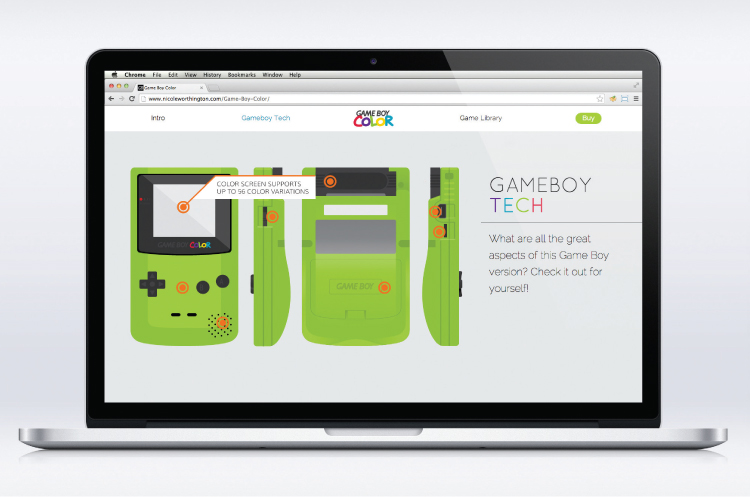 Chrome File Edit View History Bookmarks Window Help
Game Boy Color
www.nicoleworthington.com/Game-Boy-Color/
Intro
Gameboy Tech
GAME BOY
COLOR
Game Library
Buy
COLOR SCREEN SUPPORTS
UP TO 56 COLOR VARIATIONS
GAME BOY COLOR
GAME BOY
GAMEBOY
TECH
What are all the great
aspects of this Game Boy
version? Check it out for
yourself!